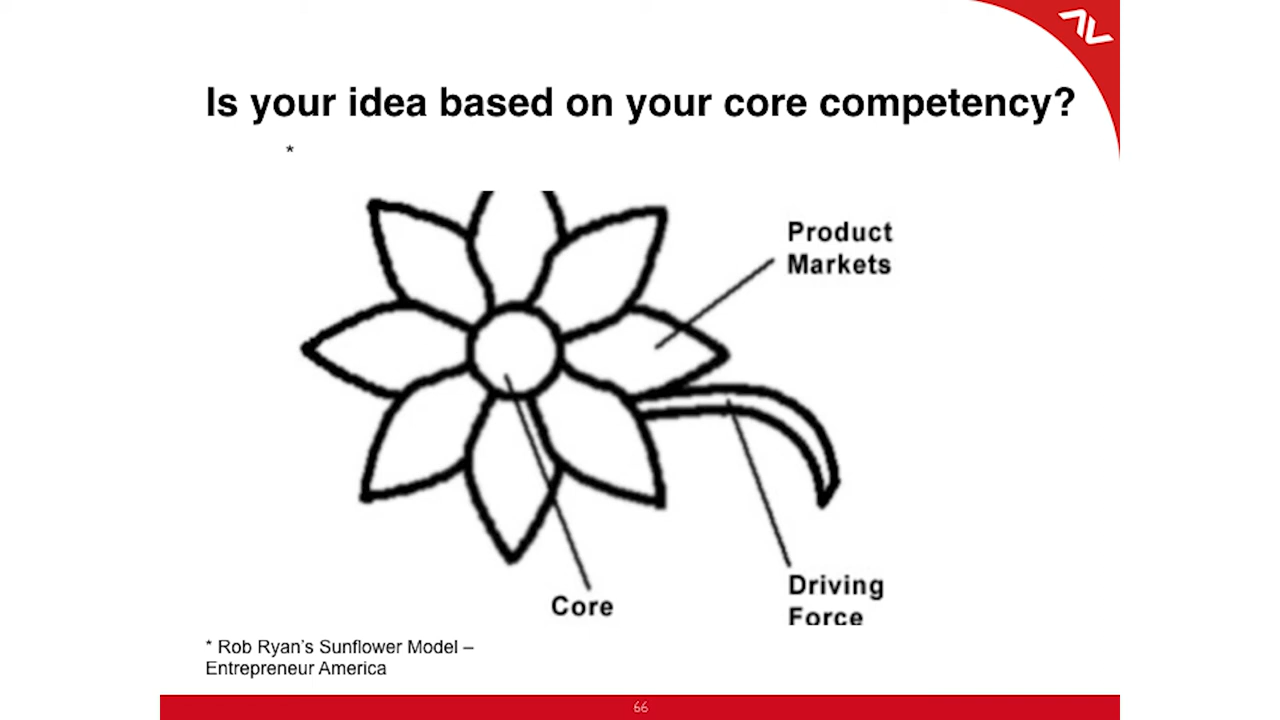 Is your idea based on your core competency?
*
Product
Markets
Driving
Force
Core
* Rob Ryan’s Sunflower Model –
Entrepreneur America
66